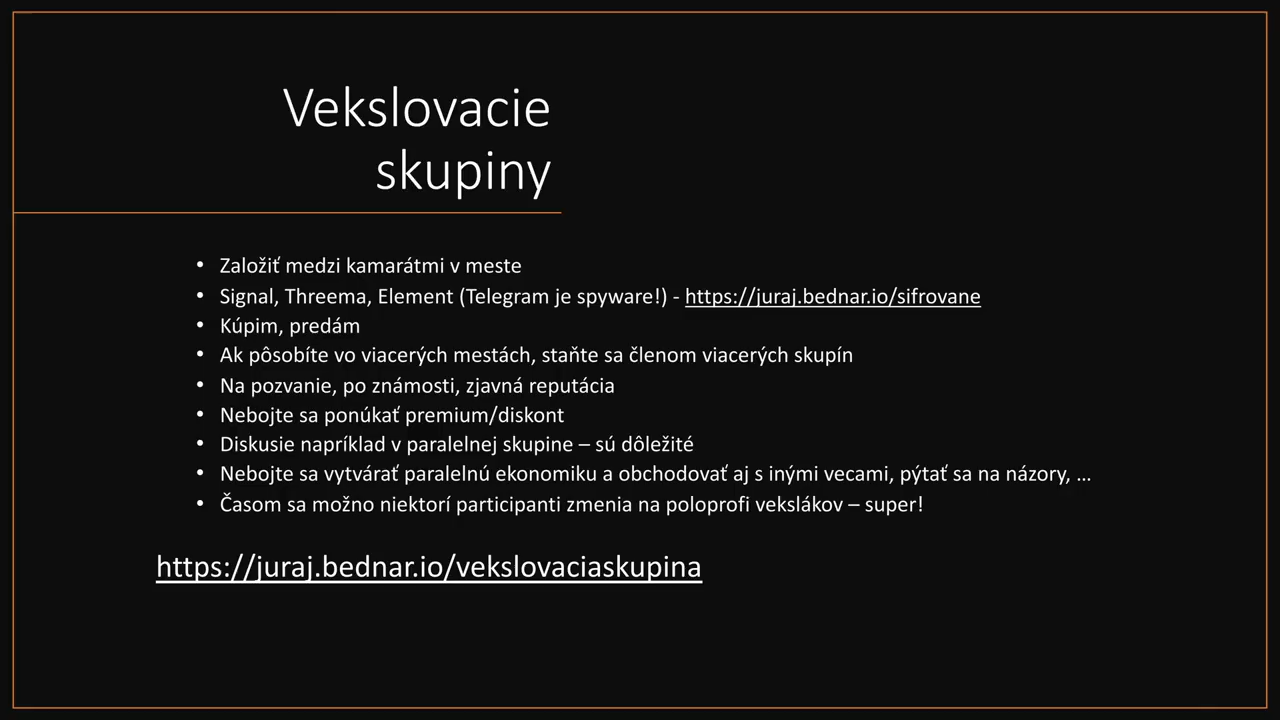 Vekslovacie
skupiny
• Založiť medzi kamarátmi v meste
• Signal, Threema, Element (Telegram je spyware!) - https://juraj.bednar.io/sifrovane
• Kúpim, predám
• Ak pôsobíte vo viacerých mestách, staňte sa členom viacerých skupín
• Na pozvanie, po známosti, zjavná reputácia
• Nebojte sa ponúkať premium/diskont
• Diskusie napríklad v paralelnej skupine – sú dôležité
• Nebojte sa vytvárať paralelnú ekonomiku a obchodovať aj s inými vecami, pýtať sa na názory, ...
• Časom sa možno niektorí participanti zmenia na poloprofi vekslákov – super!
https://juraj.bednar.io/vekslovaciaskupina